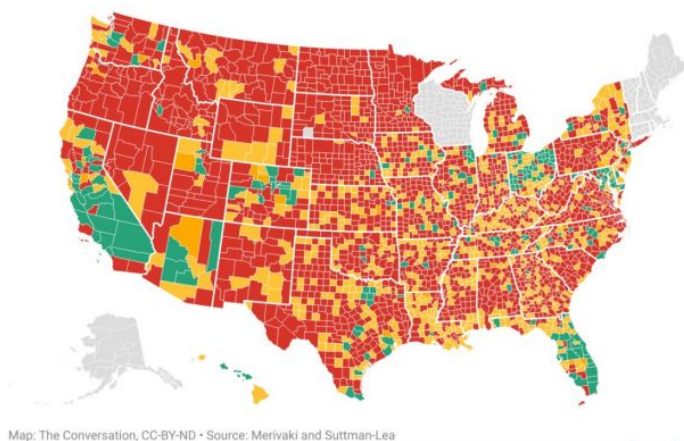 Map: The Conversation, CC-BY-ND • Source: Merivaki and Suttman-Lea